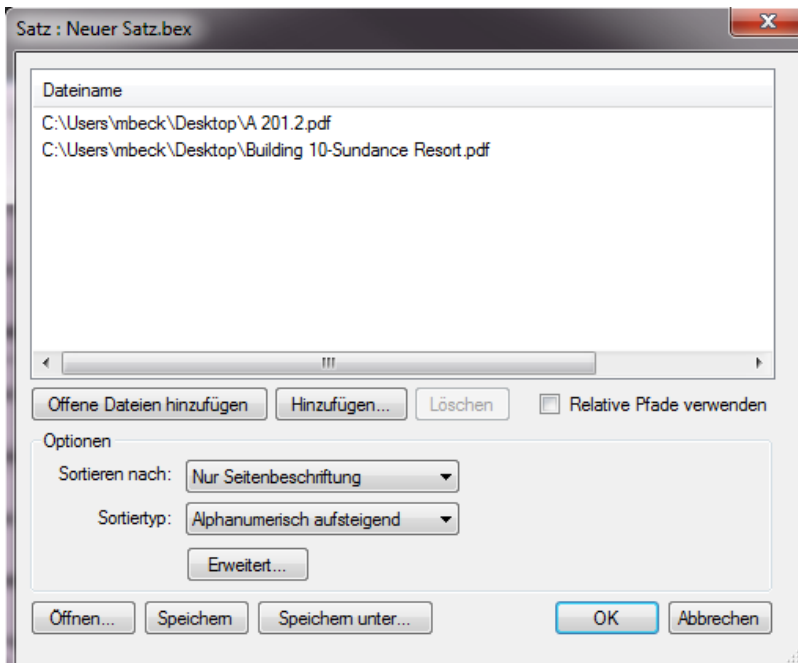 Satz : Neuer Satz.bex
Dateiname
C:\Users\mbeck\Desktop\A 201.2.pdf
C:\Users\mbeck\Desktop\Building 10-Sundance Resort.pdf
Offene Dateien hinzufügen Hinzufügen... Löschen Relative Pfade verwenden
Optionen
Sortieren nach: Nur Seitenbeschriftung
Sortiertyp: Alphanumerisch aufsteigend
Erweitert...
Öffnen... Speichern Speichern unter... OK Abbrechen